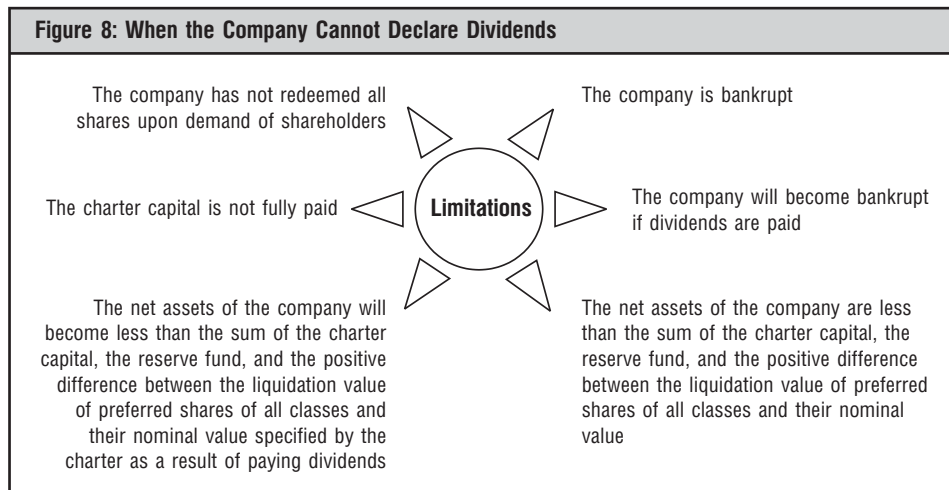 Figure 8: When the Company Cannot Declare Dividends
The company has not redeemed all
shares upon demand of shareholders
The company is bankrupt
The charter capital is not fully paid
Limitations
The company will become bankrupt
if dividends are paid
The net assets of the company will
become less than the sum of the charter
capital, the reserve fund, and the positive
difference between the liquidation value
of preferred shares of all classes and
their nominal value specified by the
charter as a result of paying dividends
The net assets of the company are less
than the sum of the charter capital, the
reserve fund, and the positive difference
between the liquidation value of preferred
shares of all classes and their nominal
value